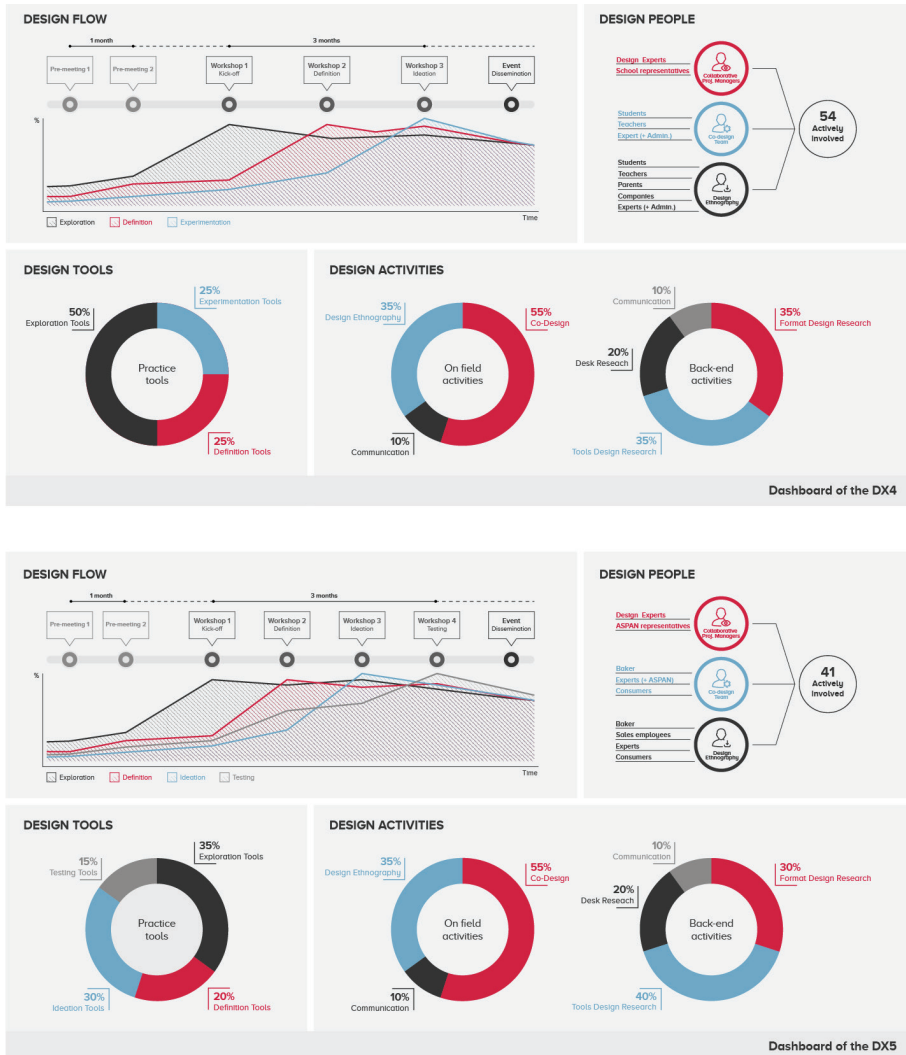 DESIGN FLOW
1 month
3 months
Pre-meeting 1
Pre-meeting 2
Workshop 1
Kick-off
Workshop 2
Definition
Workshop 3
Ideation
Event
Dissemination
%
Time
Exploration
Definition
Experimentation
DESIGN PEOPLE
Design Experts
School representatives
Collaborative
Proj. Managers
Students
Teachers
Expert (+ Admin.)
Co-design
Team
Students
Teachers
Parents
Companies
Experts (+ Admin.)
Design
Ethnography
54
Actively
Involved
DESIGN TOOLS
50%
Exploration Tools
25%
Experimentation Tools
Practice
tools
25%
Definition Tools
DESIGN ACTIVITIES
35%
Design Ethnography
55%
Co-Design
On field
activities
10%
Communication
10%
Communication
35%
Format Design Research
20%
Desk Reseach
Back-end
activities
35%
Tools Design Research
Dashboard of the DX4
DESIGN FLOW
1 month
3 months
Pre-meeting 1
Pre-meeting 2
Workshop 1
Kick-off
Workshop 2
Definition
Workshop 3
Ideation
Workshop 4
Testing
Event
Dissemination
%
Time
Exploration
Definition
Ideation
Testing
DESIGN PEOPLE
Design Experts
ASPAN representatives
Collaborative
Proj. Managers
Baker
Experts (+ ASPAN)
Consumers
Co-design
Team
Baker
Sales employees
Experts
Consumers
Design
Ethnography
41
Actively
Involved
DESIGN TOOLS
15%
Testing Tools
35%
Exploration Tools
Practice
tools
30%
Ideation Tools
20%
Definition Tools
DESIGN ACTIVITIES
35%
Design Ethnography
55%
Co-Design
On field
activities
10%
Communication
10%
Communication
30%
Format Design Research
20%
Desk Reseach
Back-end
activities
40%
Tools Design Research
Dashboard of the DX5